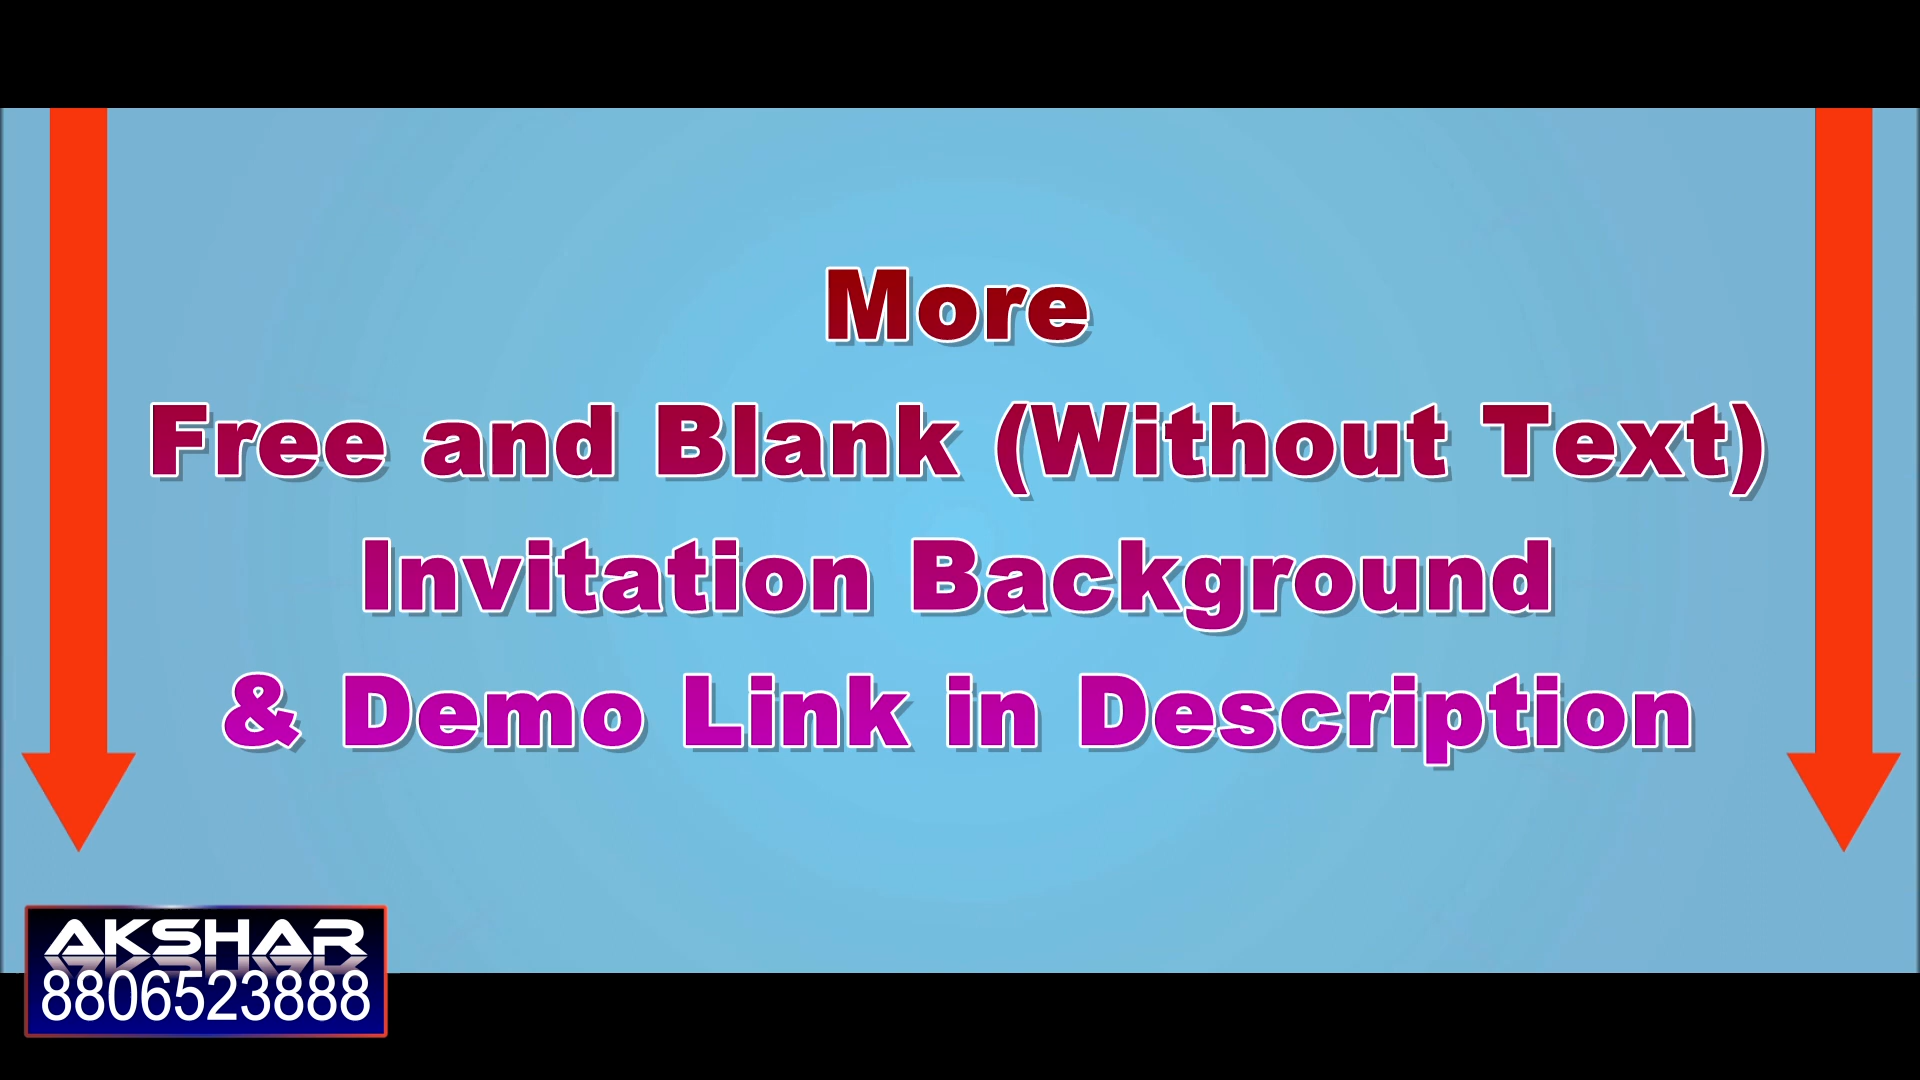 More
Free and Blank (Without Text)
Invitation Background
& Demo Link in Description
AKSHAR
8806523888